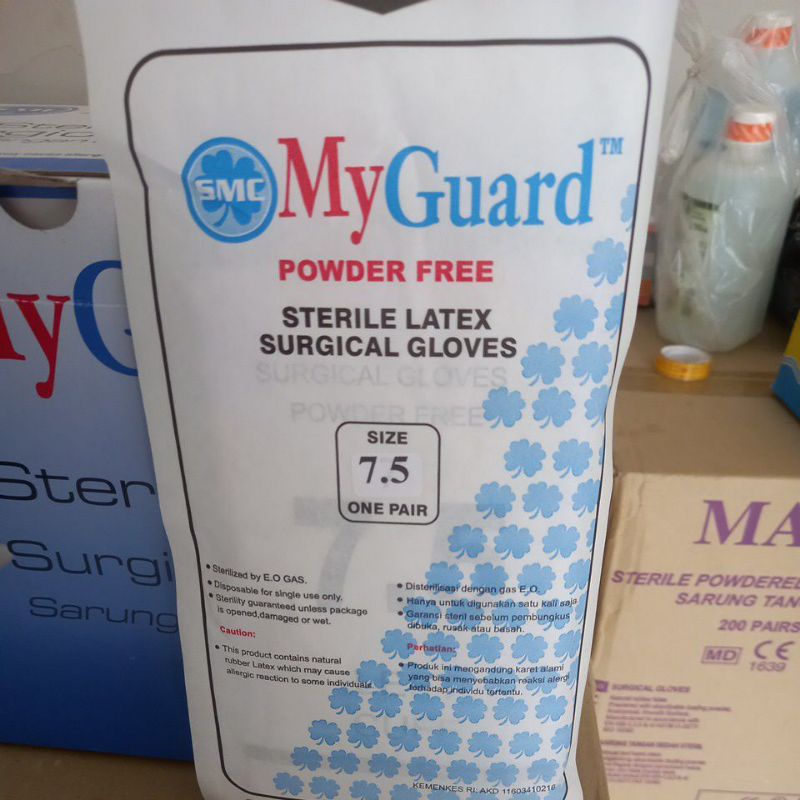 SMC
MyGuard™
POWDER FREE
STERILE LATEX
SURGICAL GLOVES
SURGICAL GLOVES
POWDER FREE
SIZE
7.5
ONE PAIR
• Sterilized by E.O GAS.
• Disposable for single use only.
• Sterility guaranteed unless package
is opened,damaged or wet.
Caution:
• This product contains natural
rubber Latex which may cause
allergic reaction to some individuals.
• Disterilisasi dengan gas E.O.
• Hanya untuk digunakan satu kali saja
• Garansi steril sebelum pembungkus
dibuka, rusak atau basah.
Perhatian:
• Produk ini mengandung karet alami
yang bisa menyebabkan reaksi alergi
terhadap individu tertentu.
KEMENKES RI: AKD 11603410216
yG
Ster
Surgi
Sarung
MA
STERILE POWDERED
SARUNG TAN
200 PAIRS
MD CE
1639
SURGICAL GLOVES